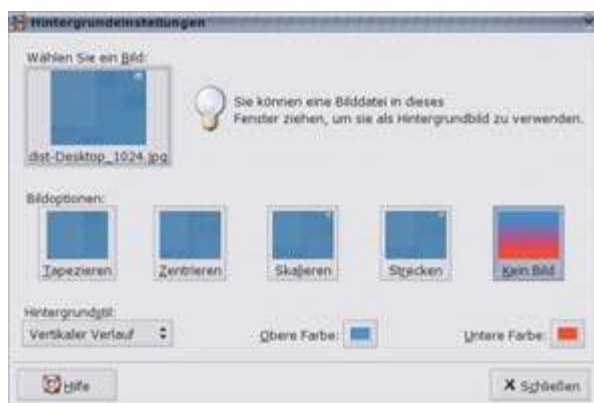 Hintergrundeinstellungen
Wählen Sie ein Bild:
dist-Desktop_1024.jpg
Sie können eine Bilddatei in dieses
Fenster ziehen, um sie als Hintergrundbild zu verwenden.
Bildoptionen:
Tapezieren
Zentrieren
Skalieren
Strecken
Kein Bild
Hintergrundstil:
Vertikaler Verlauf
Obere Farbe:
Untere Farbe:
Hilfe
X Schließen